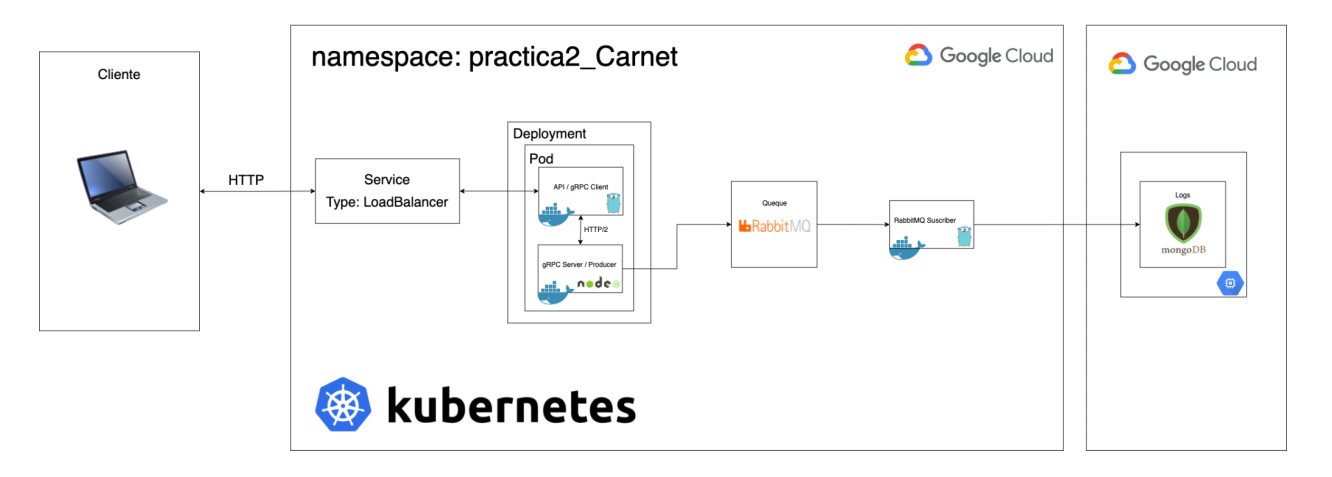 Cliente
HTTP
namespace: practica2_Carnet
Google Cloud
Service
Type: LoadBalancer
Deployment
Pod
API / gRPC Client
HTTP/2
gRPC Server / Producer
node
Queque
RabbitMQ
RabbitMQ Suscriber
kubernetes
Google Cloud
Logs
mongoDB